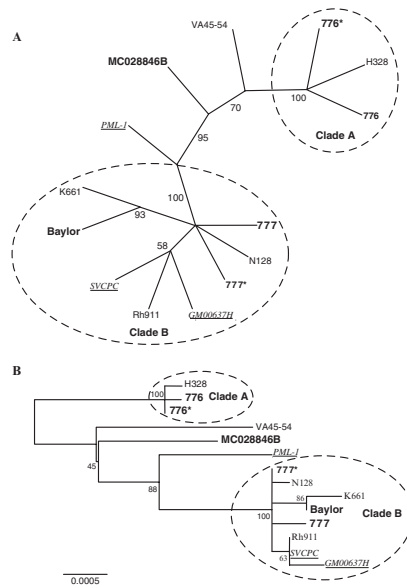 A
VA45-54
776*
MC028846B
H328
70
100
776
PML-1
95
Clade A
K661
100
93
Baylor
777
58
N128
SVCPC
777*
Rh911
GM00637H
Clade B
B
H328
100
776
Clade A
776*
VA45-54
MC028846B
45
PML-1
777*
88
N128
86
K661
Baylor
Clade B
100
777
Rh911
SVCPC
63
GM00637H
0.0005